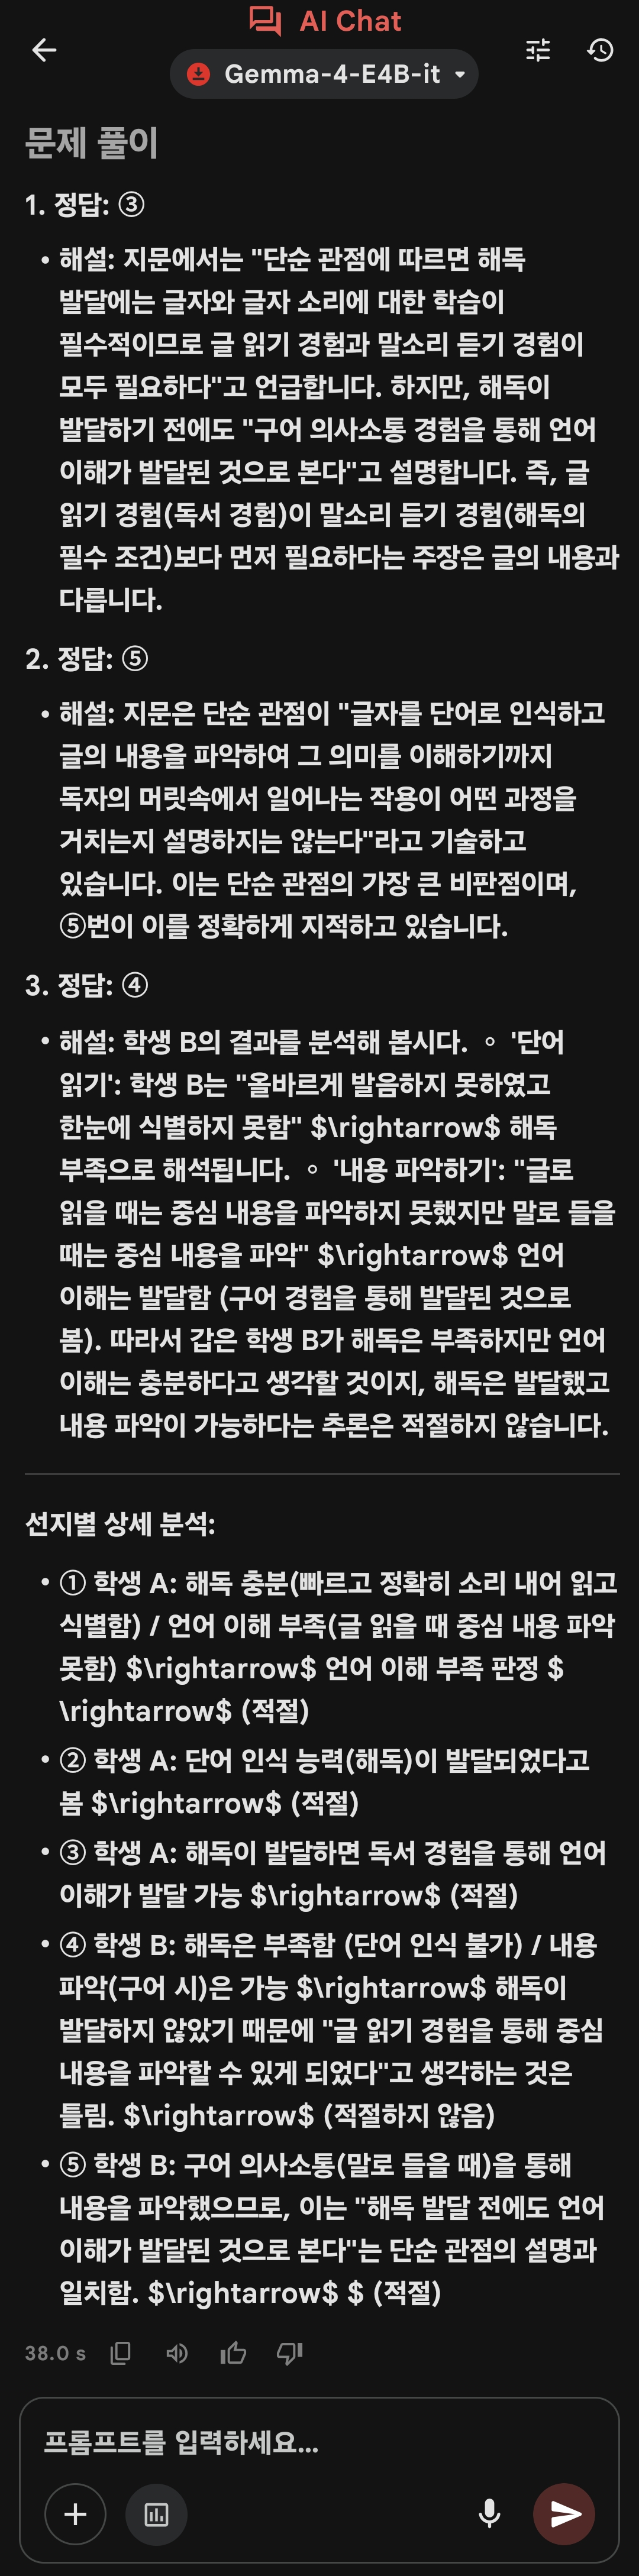 AI Chat
Gemma-4-E4B-it
문제 풀이
1. 정답: ③
• 해설: 지문에서는 "단순 관점에 따르면 해독
발달에는 글자와 글자 소리에 대한 학습이
필수적이므로 글 읽기 경험과 말소리 듣기 경험이
모두 필요하다"고 언급합니다. 하지만, 해독이
발달하기 전에도 "구어 의사소통 경험을 통해 언어
이해가 발달된 것으로 본다"고 설명합니다. 즉, 글
읽기 경험(독서 경험)이 말소리 듣기 경험(해독의
필수 조건)보다 먼저 필요하다는 주장은 글의 내용과
다릅니다.
2. 정답: ⑤
• 해설: 지문은 단순 관점이 "글자를 단어로 인식하고
글의 내용을 파악하여 그 의미를 이해하기까지
독자의 머릿속에서 일어나는 작용이 어떤 과정을
거치는지 설명하지는 않는다"라고 기술하고
있습니다. 이는 단순 관점의 가장 큰 비판점이며,
⑤번이 이를 정확하게 지적하고 있습니다.
3. 정답: ④
• 해설: 학생 B의 결과를 분석해 봅시다. ◦ '단어
읽기': 학생 B는 "올바르게 발음하지 못하였고
한눈에 식별하지 못함" $\rightarrow$ 해독
부족으로 해석됩니다. ◦ '내용 파악하기': "글로
읽을 때는 중심 내용을 파악하지 못했지만 말로 들을
때는 중심 내용을 파악" $\rightarrow$ 언어
이해는 발달함 (구어 경험을 통해 발달된 것으로
봄). 따라서 갑은 학생 B가 해독은 부족하지만 언어
이해는 충분하다고 생각할 것이지, 해독은 발달했고
내용 파악이 가능하다는 추론은 적절하지 않습니다.
선지별 상세 분석:
• ① 학생 A: 해독 충분(빠르고 정확히 소리 내어 읽고
식별함) / 언어 이해 부족(글 읽을 때 중심 내용 파악
못함) $\rightarrow$ 언어 이해 부족 판정 $
\rightarrow$ (적절)
• ② 학생 A: 단어 인식 능력(해독)이 발달되었다고
봄 $\rightarrow$ (적절)
• ③ 학생 A: 해독이 발달하면 독서 경험을 통해 언어
이해가 발달 가능 $\rightarrow$ (적절)
• ④ 학생 B: 해독은 부족함 (단어 인식 불가) / 내용
파악(구어 시)은 가능 $\rightarrow$ 해독이
발달하지 않았기 때문에 "글 읽기 경험을 통해 중심
내용을 파악할 수 있게 되었다"고 생각하는 것은
틀림. $\rightarrow$ (적절하지 않음)
• ⑤ 학생 B: 구어 의사소통(말로 들을 때)을 통해
내용을 파악했으므로, 이는 "해독 발달 전에도 언어
이해가 발달된 것으로 본다"는 단순 관점의 설명과
일치함. $\rightarrow$ $ (적절)
38.0 s
프롬프트를 입력하세요...